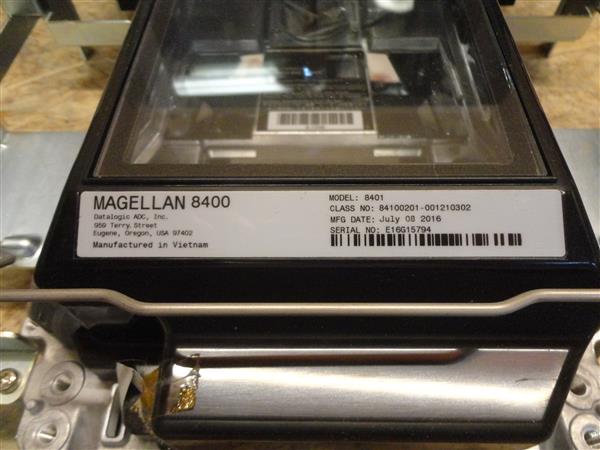 MAGELLAN 8400
Datalogic ADC, Inc.
959 Terry Street
Eugene, Oregon, USA 97402
Manufactured in Vietnam
MODEL: 8401
CLASS NO: 84100201-001210302
MFG DATE: July 08 2016
SERIAL NO: E16G15794